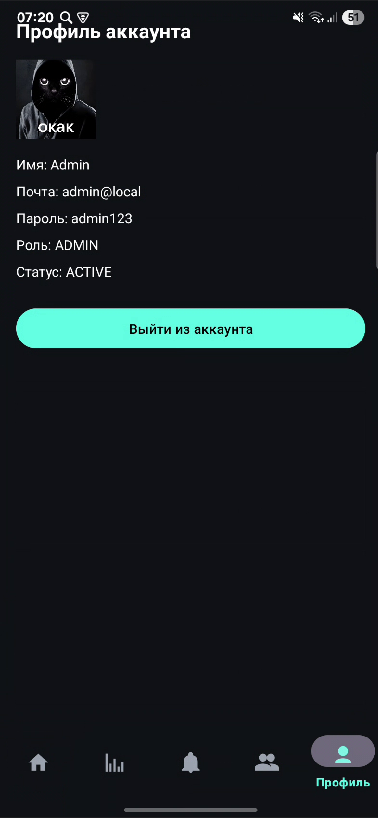 07:20
51
Профиль аккаунта
окак
Имя: Admin
Почта: admin@local
Пароль: admin123
Роль: ADMIN
Статус: ACTIVE
Выйти из аккаунта
Профиль